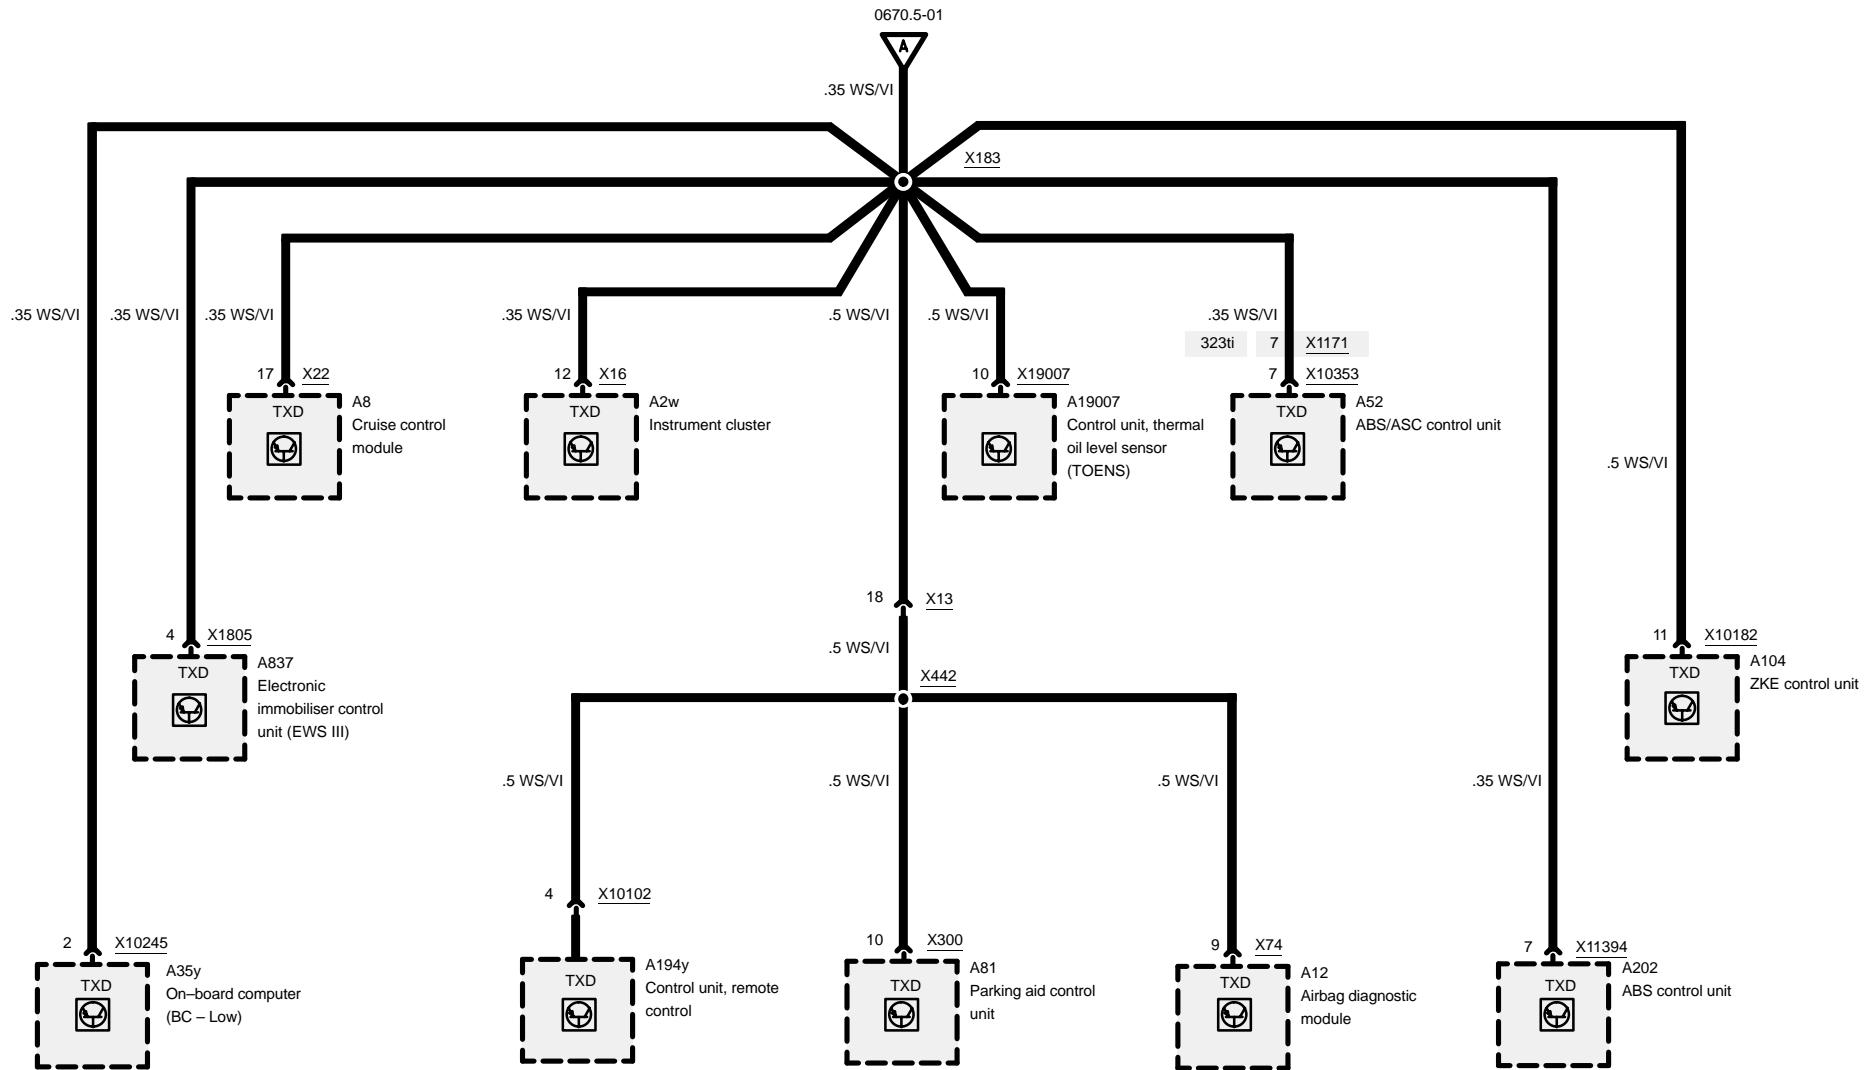 0670.5-01
A
.35 WS/VI
X183
.35 WS/VI
.35 WS/VI
.35 WS/VI
.35 WS/VI
.5 WS/VI
.5 WS/VI
.35 WS/VI
323ti
7
X1171
17
X22
12
X16
10
X19007
7
X10353
TXD
A8
Cruise control
module
TXD
A2w
Instrument cluster
A19007
Control unit, thermal
oil level sensor
(TOENS)
TXD
A52
ABS/ASC control unit
.5 WS/VI
18
X13
4
X1805
.5 WS/VI
11
X10182
TXD
A837
Electronic
immobiliser control
unit (EWS III)
X442
TXD
A104
ZKE control unit
.5 WS/VI
.5 WS/VI
.5 WS/VI
.35 WS/VI
4
X10102
2
X10245
10
X300
9
X74
7
X11394
TXD
A35y
On–board computer
(BC – Low)
TXD
A194y
Control unit, remote
control
TXD
A81
Parking aid control
unit
TXD
A12
Airbag diagnostic
module
TXD
A202
ABS control unit